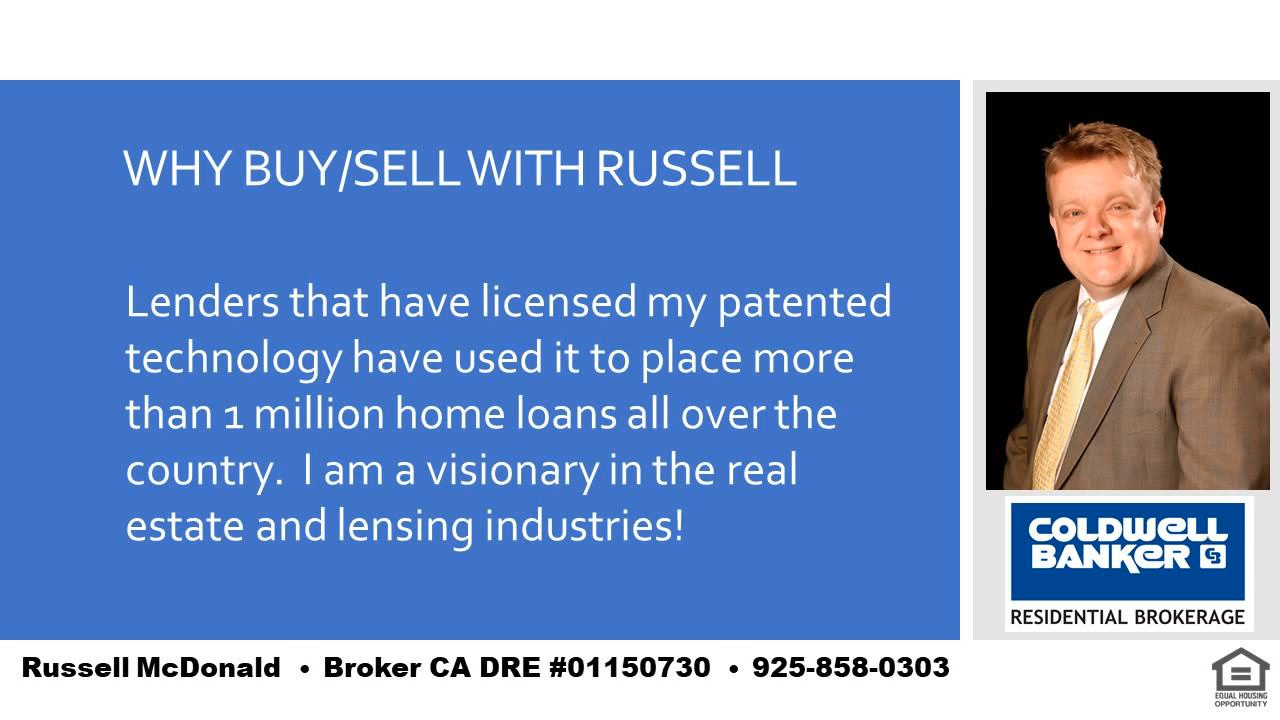 WHY BUY/SELL WITH RUSSELL
Lenders that have licensed my patented
technology have used it to place more
than 1 million home loans all over the
country.  I am a visionary in the real
estate and lensing industries!
COLDWELL
BANKER CB
RESIDENTIAL BROKERAGE
Russell McDonald • Broker CA DRE #01150730 • 925-858-0303
EQUAL HOUSING
OPPORTUNITY